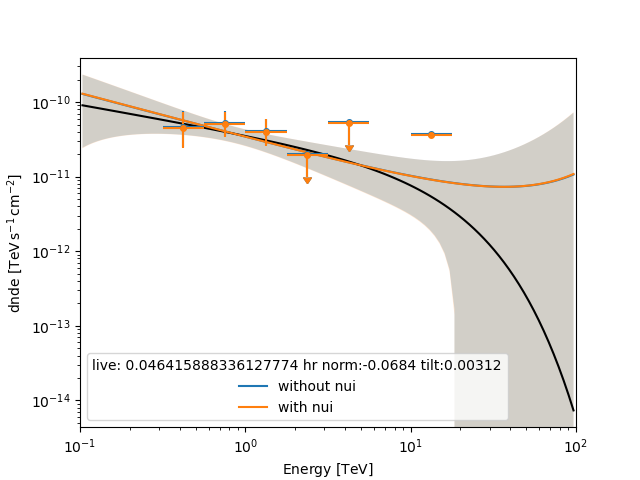 10⁻¹⁰
10⁻¹¹
10⁻¹²
10⁻¹³
10⁻¹⁴
dnde [TeV s⁻¹ cm⁻²]
live: 0.046415888336127774 hr norm:-0.0684 tilt:0.00312
without nui
with nui
10⁻¹ 10⁰ 10¹ 10²
Energy [TeV]